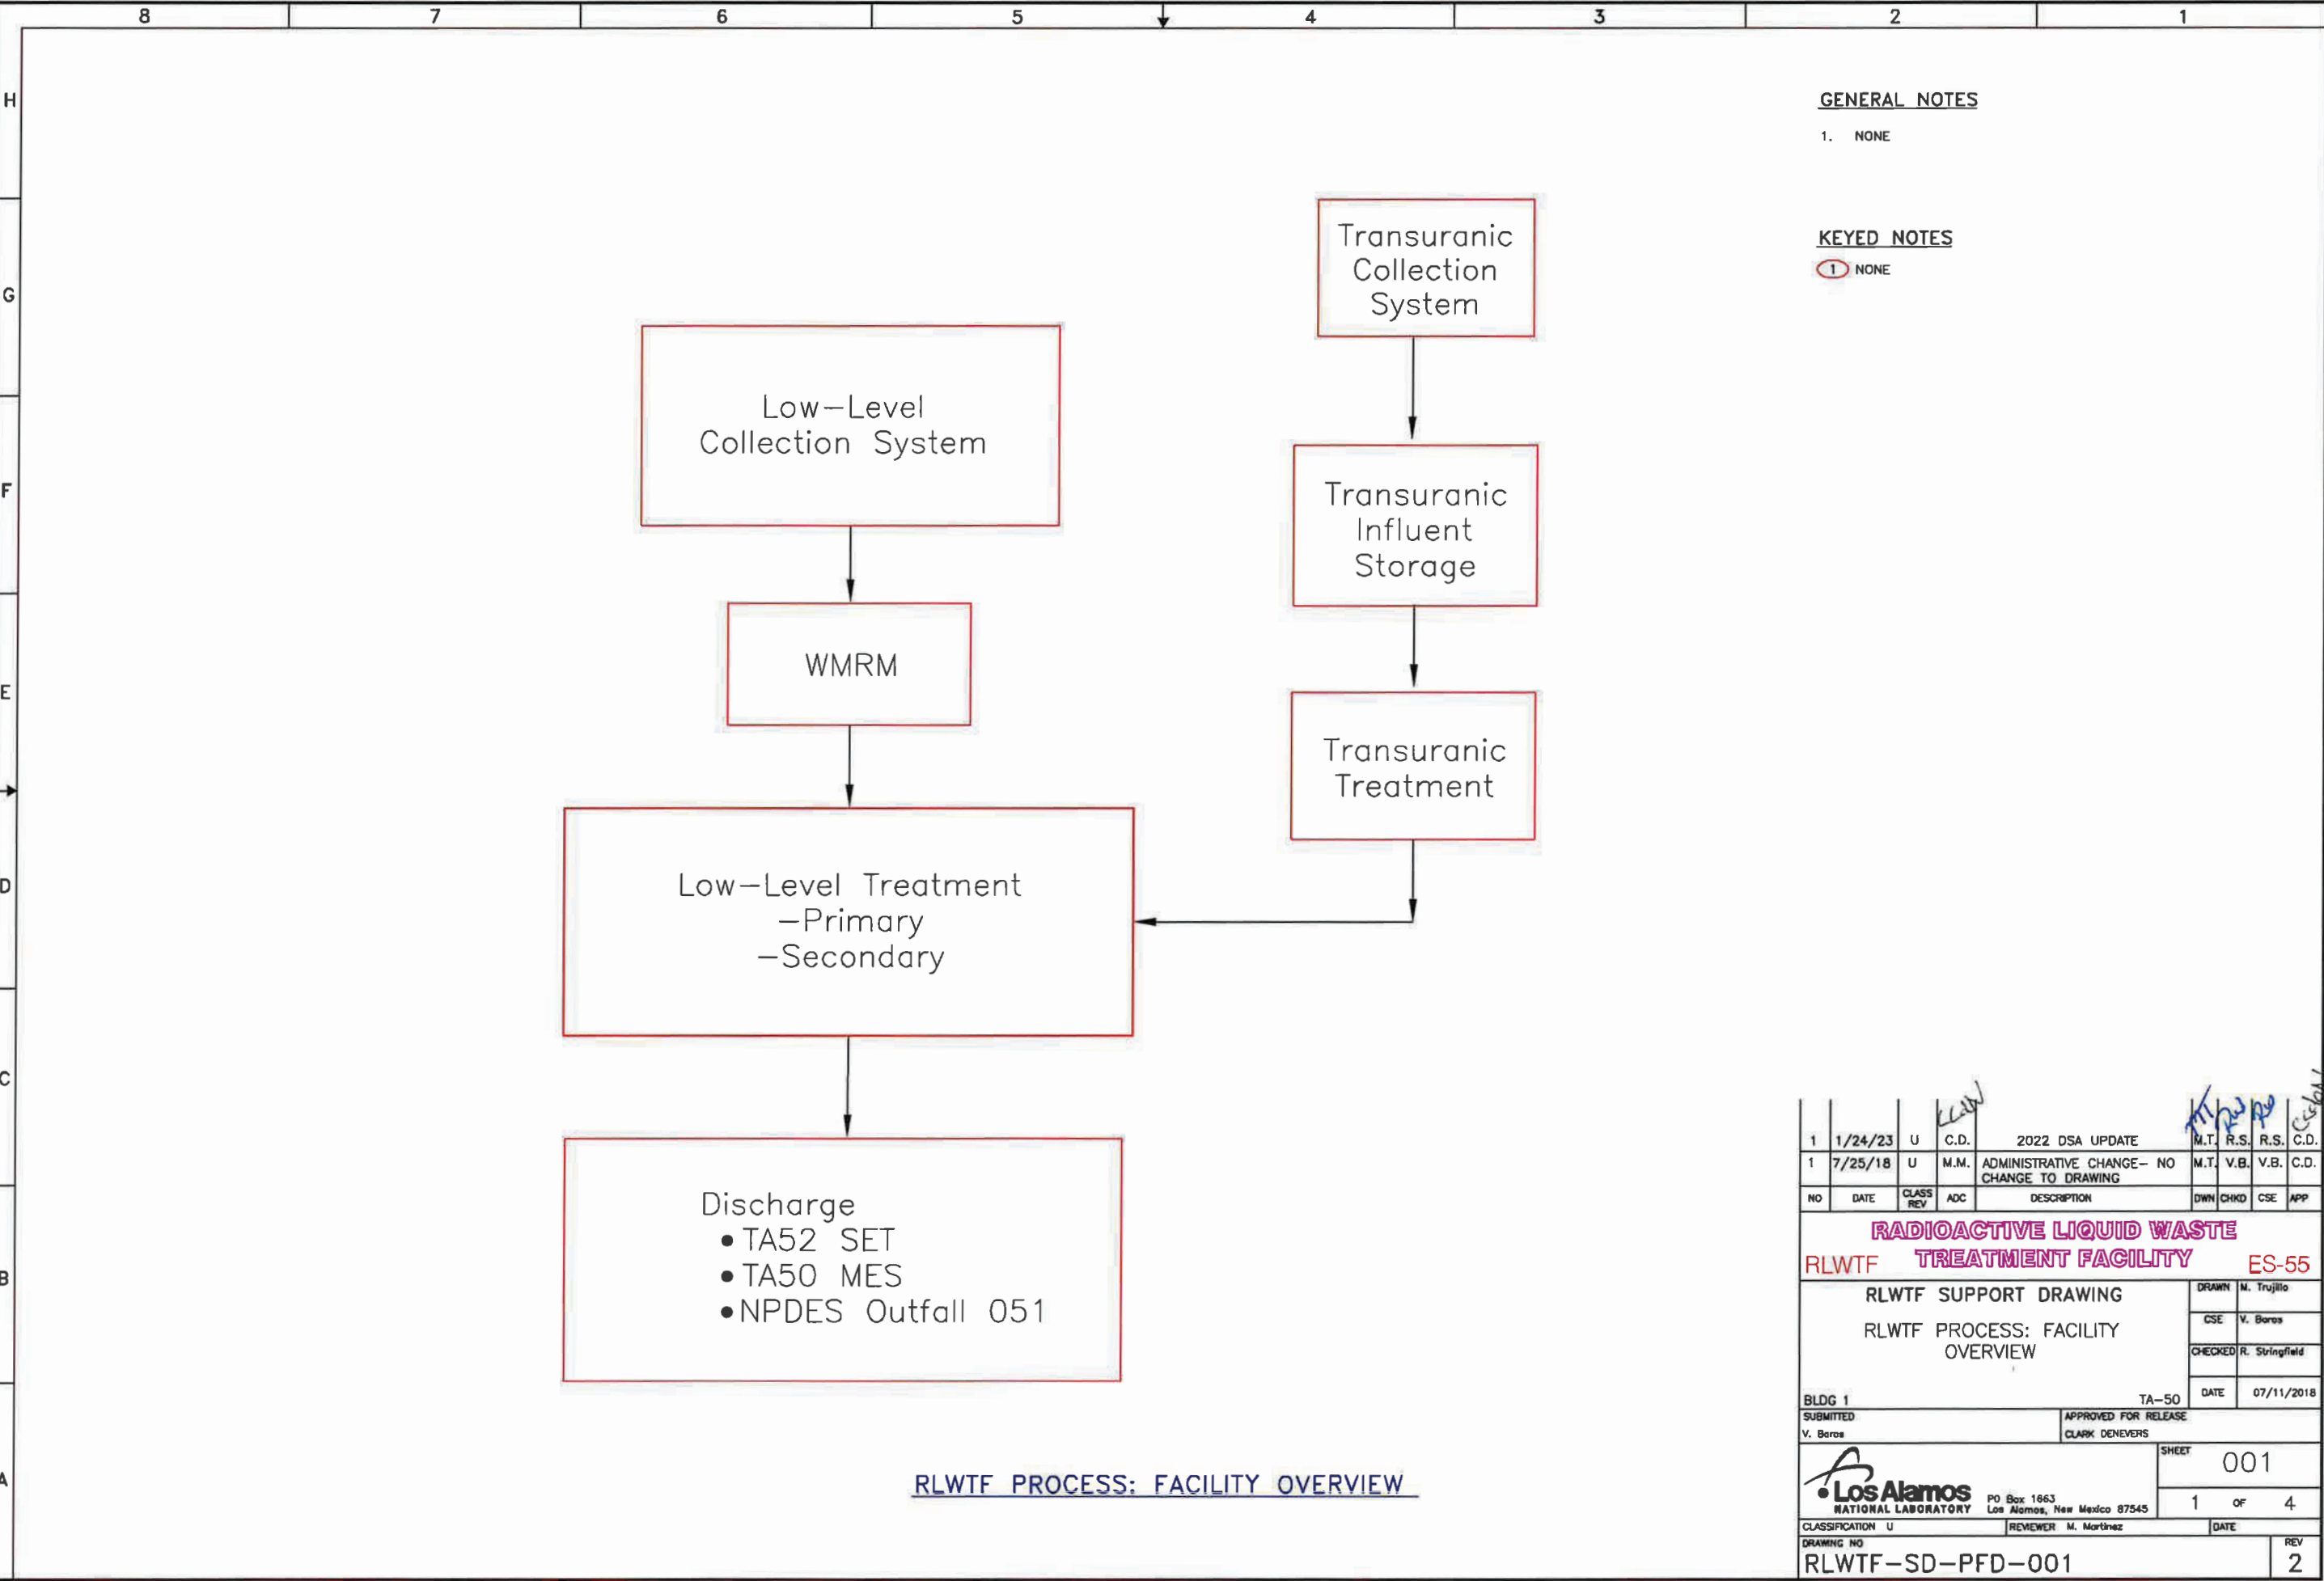 8 7 6 5 4 3 2 1
H
G
F
E
D
C
B
A
GENERAL NOTES
1. NONE
KEYED NOTES
1 NONE
Transuranic
Collection
System
Low-Level
Collection System
Transuranic
Influent
Storage
WMRM
Transuranic
Treatment
Low-Level Treatment
-Primary
-Secondary
Discharge
•TA52 SET
•TA50 MES
•NPDES Outfall 051
RLWTF PROCESS: FACILITY OVERVIEW
1 1/24/23 U C.D. 2022 DSA UPDATE M.T. R.S. R.S. C.D.
1 7/25/18 U M.M. ADMINISTRATIVE CHANGE- NO M.T. V.B. V.B. C.D.
CHANGE TO DRAWING
NO DATE CLASS ADC DESCRIPTION DWN CHKD CSE APP
REV
RADIOACTIVE LIQUID WASTE
RLWTF TREATMENT FACILITY ES-55
RLWTF SUPPORT DRAWING
RLWTF PROCESS: FACILITY
OVERVIEW
BLDG 1 TA-50
DRAWN M. Trujillo
CSE V. Boros
CHECKED R. Stringfield
DATE 07/11/2018
SUBMITTED
V. Boros
APPROVED FOR RELEASE
CLARK DENEVERS
Los Alamos
NATIONAL LABORATORY
PO Box 1663
Los Alamos, New Mexico 87545
SHEET
001
1 OF 4
CLASSIFICATION U REVIEWER M. Martinez DATE
DRAWING NO
RLWTF-SD-PFD-001
REV
2